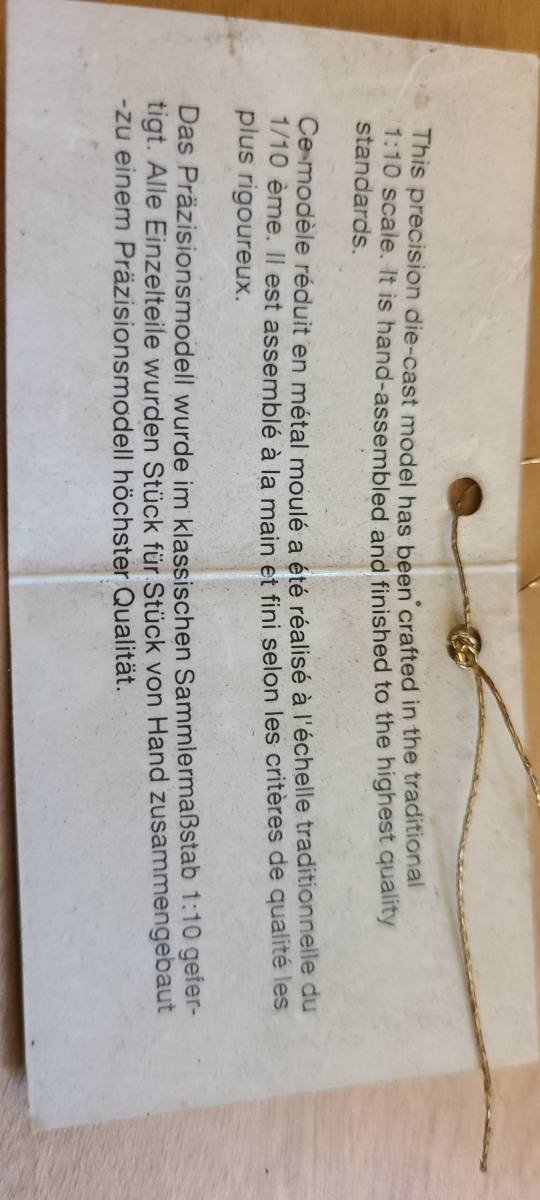 This precision die-cast model has been crafted in the traditional
1:10 scale. It is hand-assembled and finished to the highest quality
standards.
Ce modèle réduit en métal moulé a été réalisé à l'échelle traditionnelle du
1/10 ème. Il est assemblé à la main et fini selon les critères de qualité les
plus rigoureux.
Das Präzisionsmodell wurde im klassischen Sammlermaßstab 1:10 gefer-
tigt. Alle Einzelteile wurden Stück für Stück von Hand zusammengebaut
-zu einem Präzisionsmodell höchster Qualität.